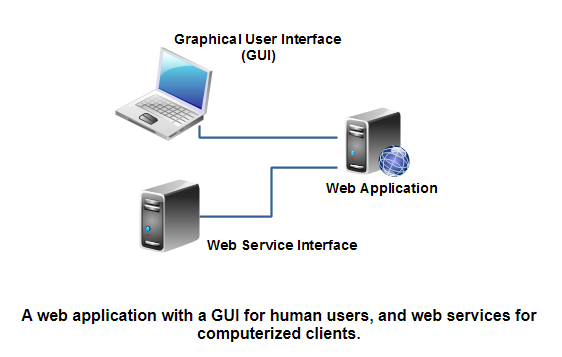 Graphical User Interface
(GUI)
Web Application
Web Service Interface
A web application with a GUI for human users, and web services for
computerized clients.